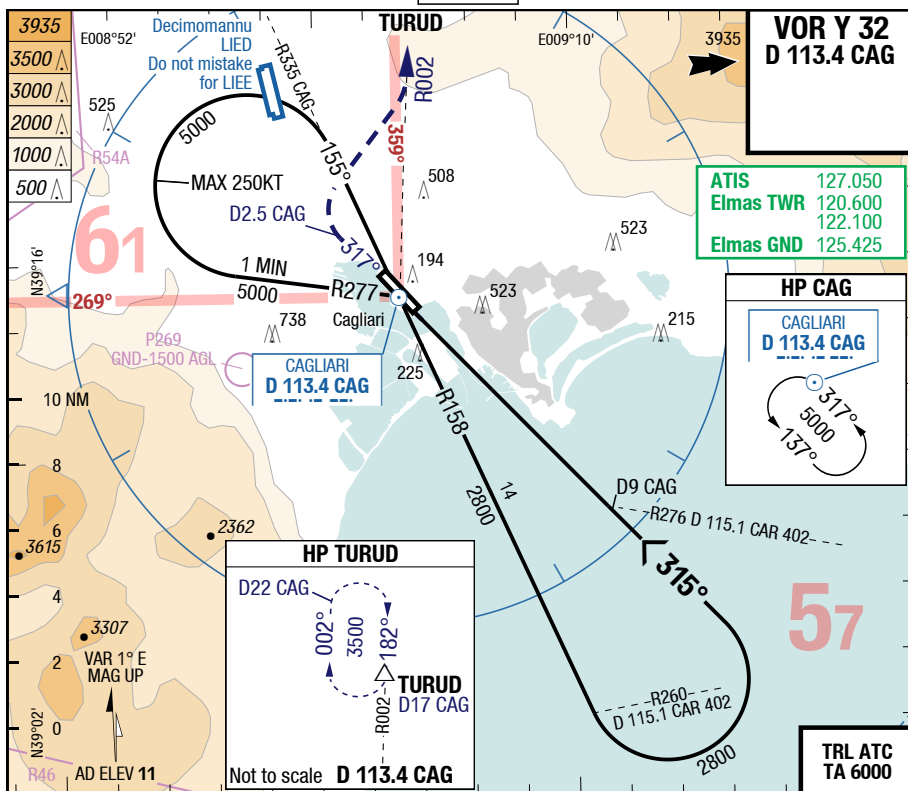 3935
3500
3000
2000
1000
500
E008°52'
Decimomannu
LIED
Do not mistake
for LIEE
R335 CAG
TURUD
R002
E009°10'
3935
VOR Y 32
D 113.4 CAG
525
R54A
5000
155°
359°
MAX 250KT
508
D2.5 CAG
317°
ATIS 127.050
Elmas TWR 120.600
122.100
Elmas GND 125.425
61
N39°16'
269°
1 MIN
5000
R277
194
523
523
Cagliari
738
225
215
P269
GND-1500 AGL
CAGLIARI
D 113.4 CAG
HP CAG
CAGLIARI
D 113.4 CAG
317°
5000
137°
10 NM
8
6
4
2
0
R158
14
2800
D9 CAG
R276 D 115.1 CAR 402
315°
57
2362
3615
3307
VAR 1° E
MAG UP
N39°02'
R46
AD ELEV 11
HP TURUD
D22 CAG
002°
3500
182°
TURUD
D17 CAG
R002
Not to scale D 113.4 CAG
R260
D 115.1 CAR 402
2800
TRL ATC
TA 6000